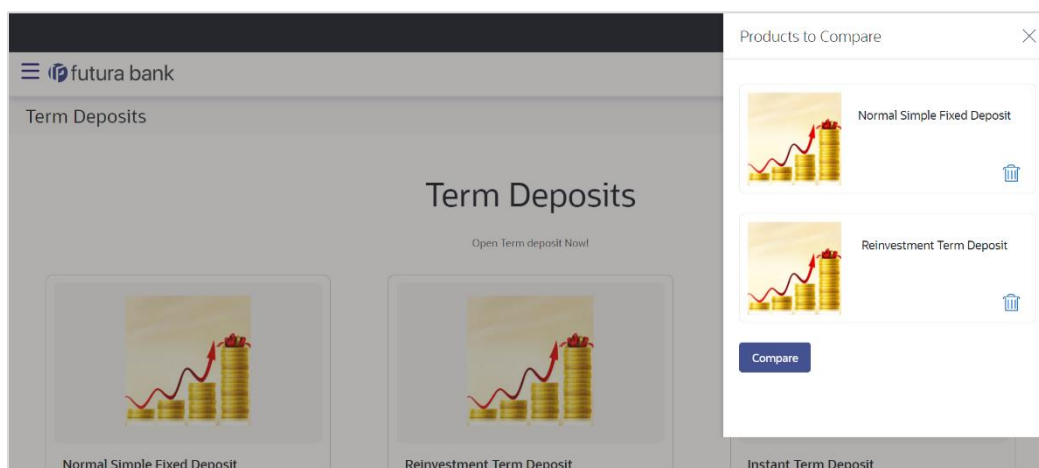 Products to Compare
futura bank
Term Deposits
Normal Simple Fixed Deposit
Term Deposits
Open Term deposit Now!
Reinvestment Term Deposit
Compare
Normal Simple Fixed Deposit
Reinvestment Term Deposit
Instant Term Deposit